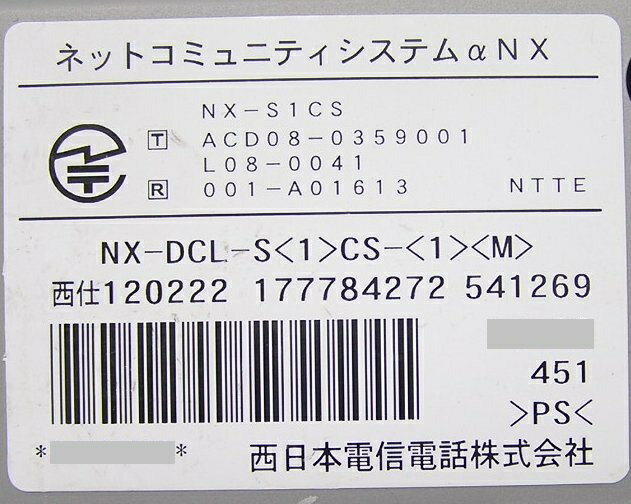 ネットコミュニティシステムαNX
NX-S1CS
T ACD08-0359001
L08-0041
R 001-A01613 NTTE
NX-DCL-S<1>CS-<1><M>
西仕120222 177784272 541269
451
>PS<
* *
西日本電信電話株式会社